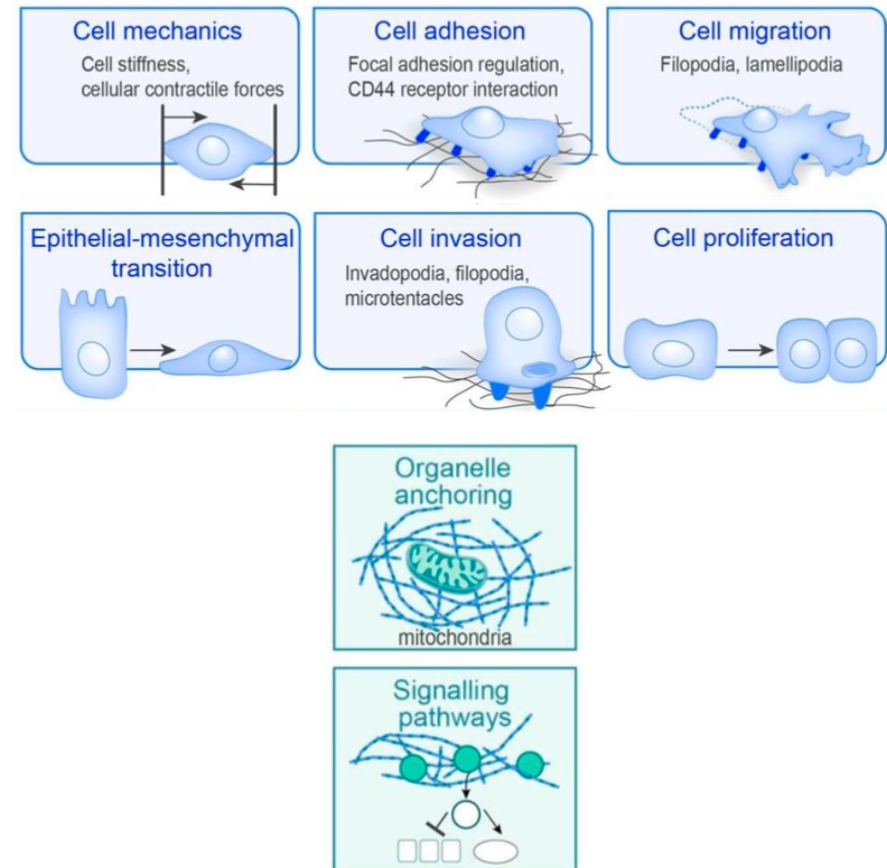 Cell mechanics
Cell stiffness,
cellular contractile forces
Cell adhesion
Focal adhesion regulation,
CD44 receptor interaction
Cell migration
Filopodia, lamellipodia
Epithelial-mesenchymal
transition
Cell invasion
Invadopodia, filopodia,
microtentacles
Cell proliferation
Organelle
anchoring
mitochondria
Signalling
pathways